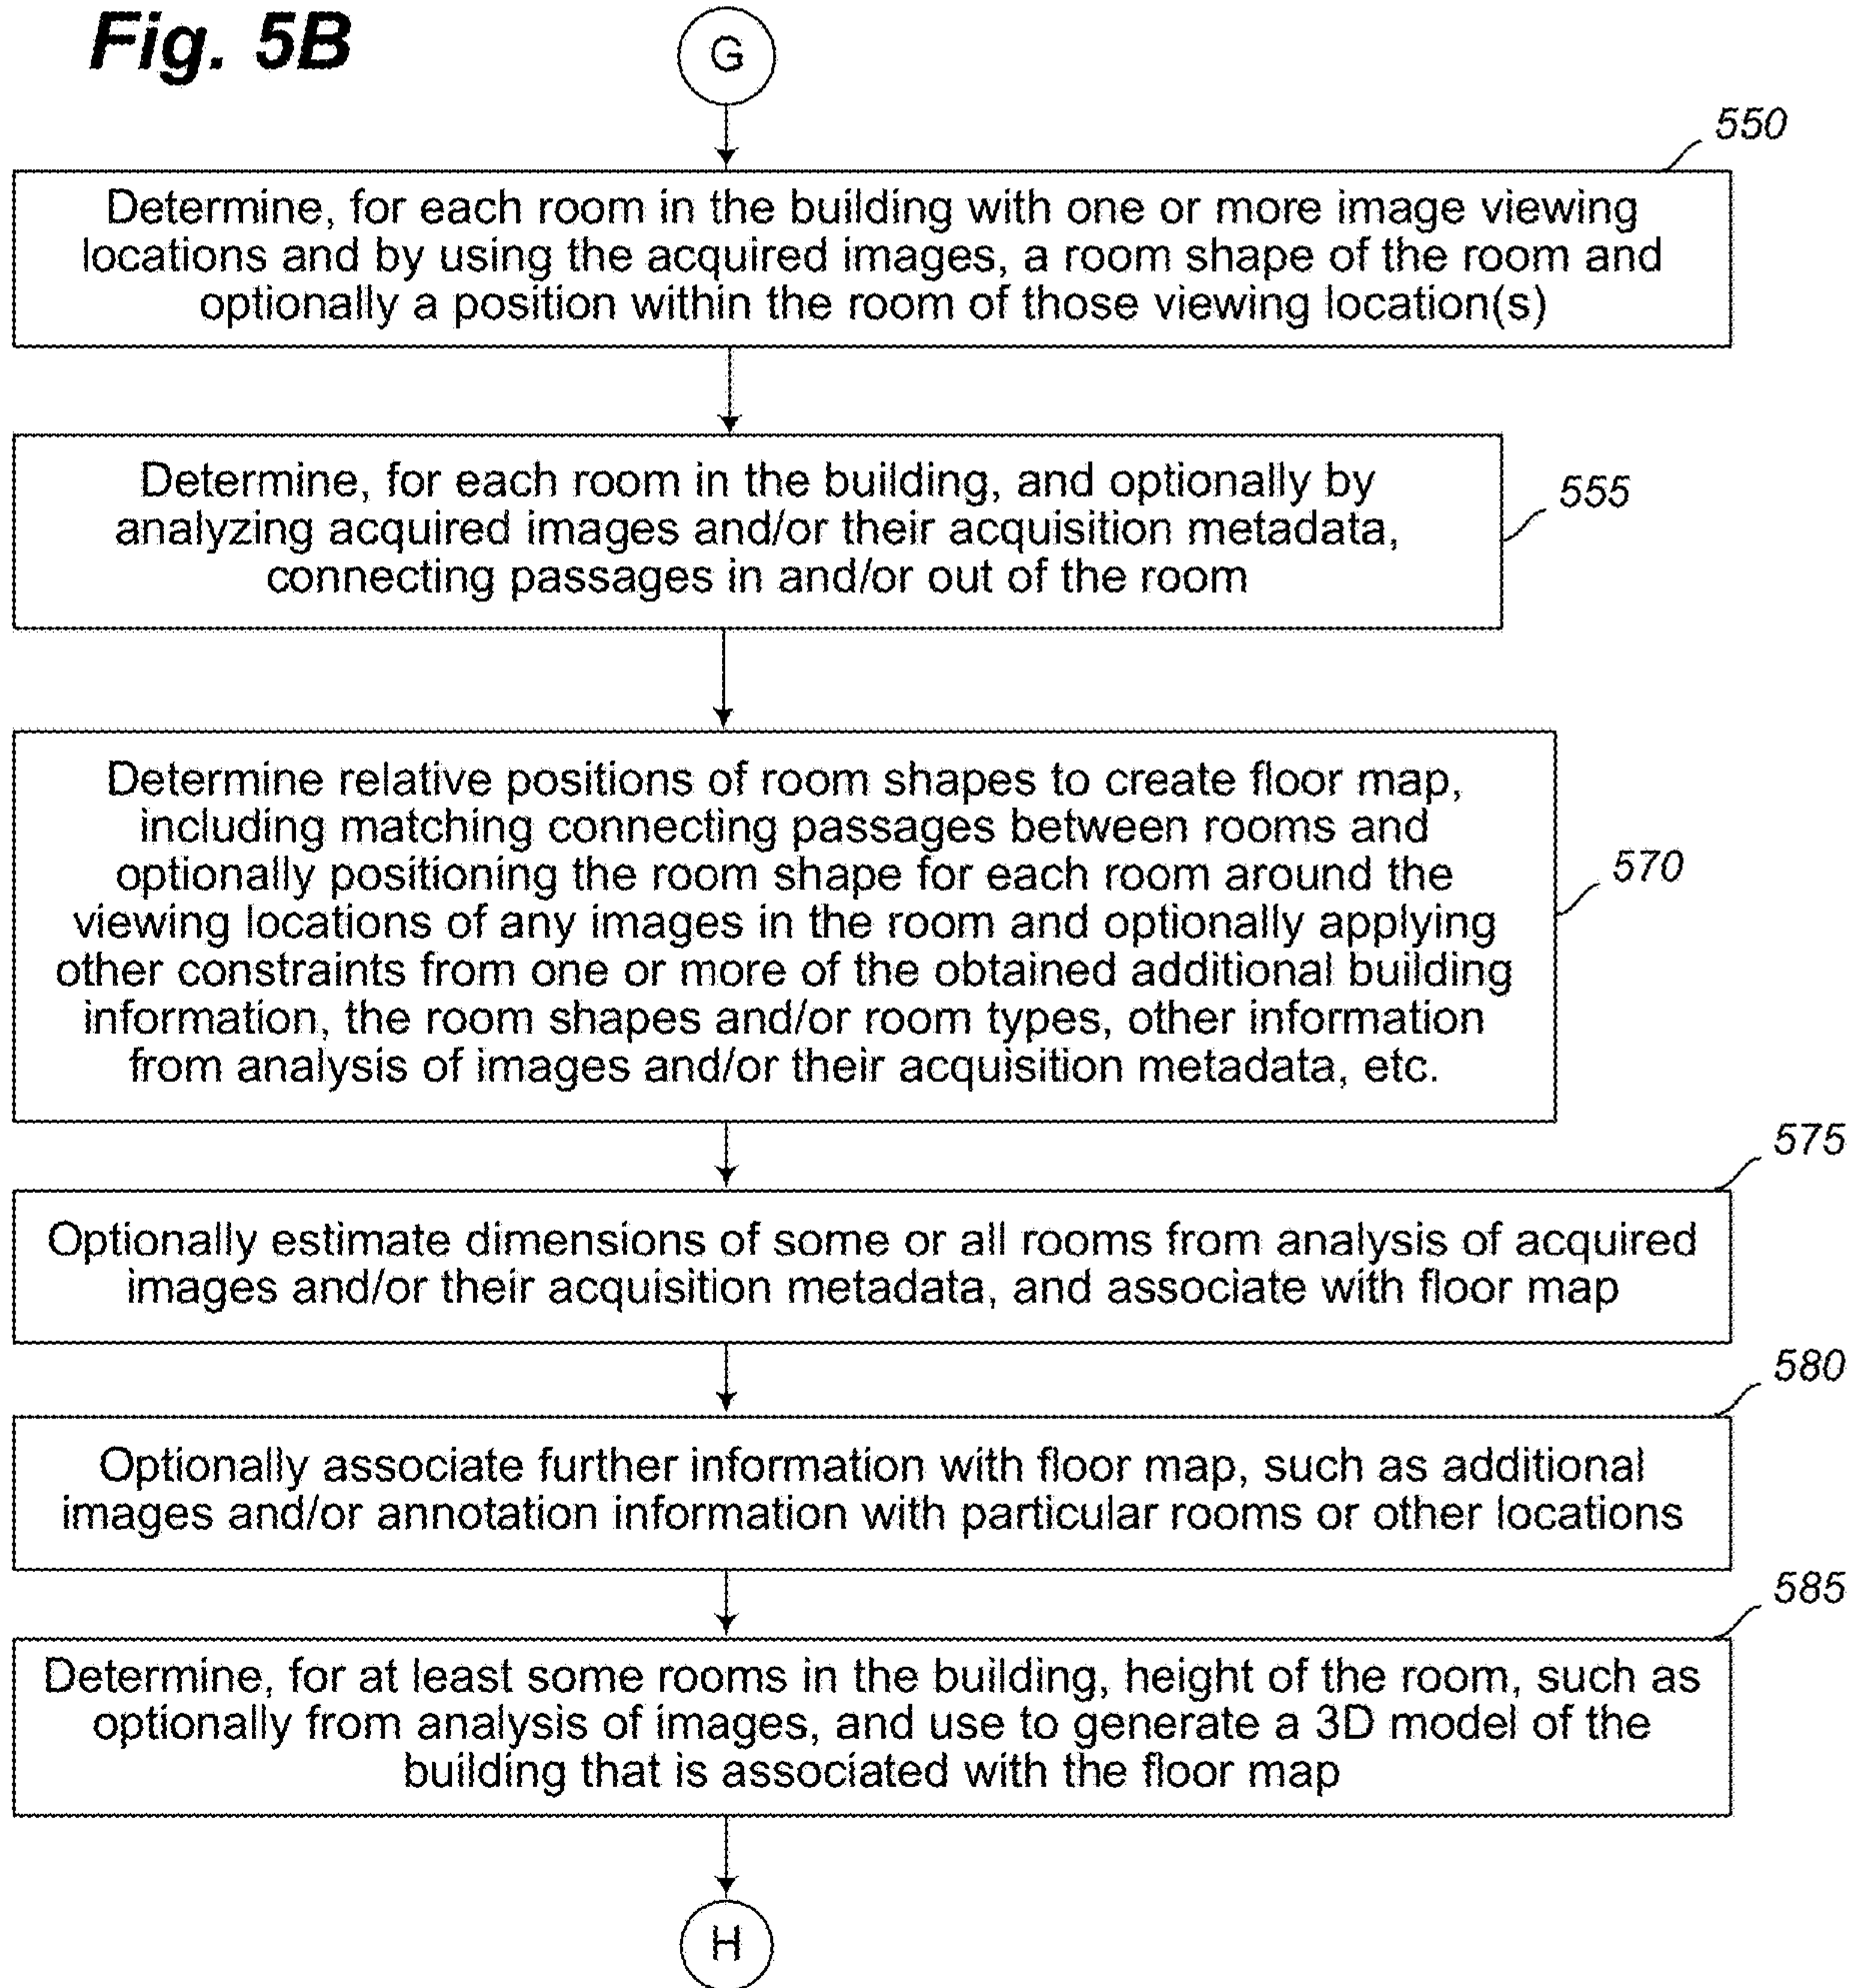 Fig. 5B
G
550
Determine, for each room in the building with one or more image viewing
locations and by using the acquired images, a room shape of the room and
optionally a position within the room of those viewing location(s)
Determine, for each room in the building, and optionally by
analyzing acquired images and/or their acquisition metadata,
connecting passages in and/or out of the room
555
Determine relative positions of room shapes to create floor map,
including matching connecting passages between rooms and
optionally positioning the room shape for each room around the
viewing locations of any images in the room and optionally applying
other constraints from one or more of the obtained additional building
information, the room shapes and/or room types, other information
from analysis of images and/or their acquisition metadata, etc.
570
575
Optionally estimate dimensions of some or all rooms from analysis of acquired
images and/or their acquisition metadata, and associate with floor map
580
Optionally associate further information with floor map, such as additional
images and/or annotation information with particular rooms or other locations
585
Determine, for at least some rooms in the building, height of the room, such as
optionally from analysis of images, and use to generate a 3D model of the
building that is associated with the floor map
H